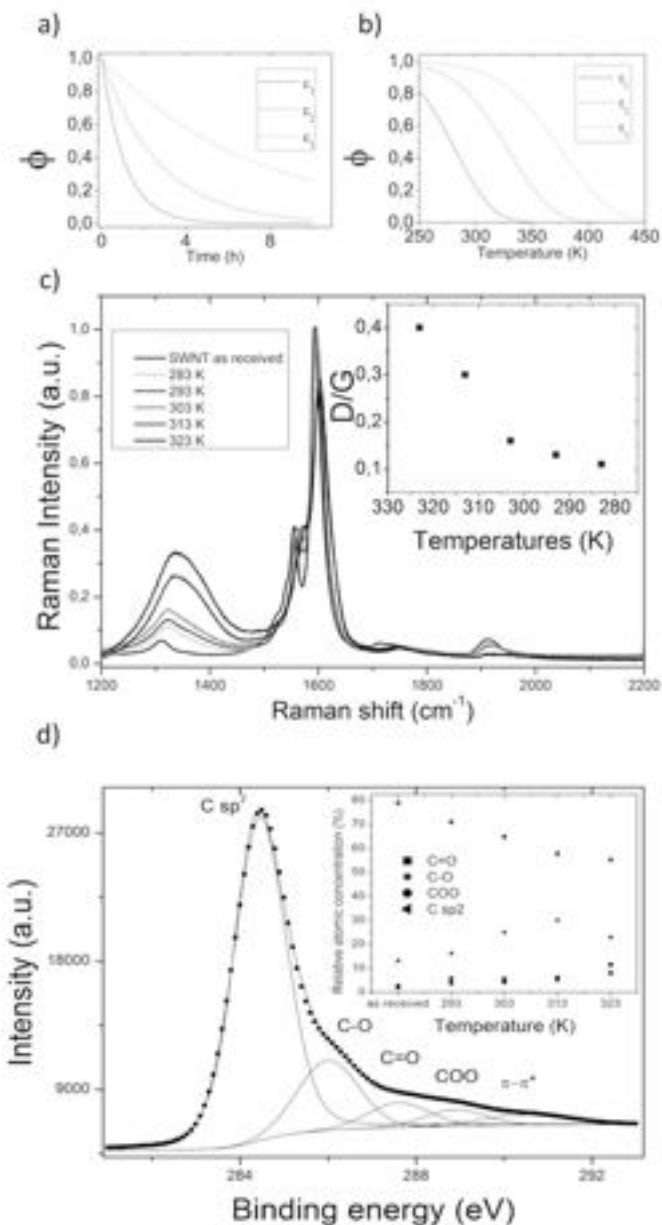 a)
1,0
0,8
0,6
0,4
0,2
0,0
ϕ
0 4 8
Time (h)
b)
1,0
0,8
0,6
0,4
0,2
0,0
ϕ
250 300 350 400 450
Temperature (K)
c)
Raman Intensity (a.u.)
1,0
0,8
0,6
0,4
0,2
0,0
SWNT as received
283 K
293 K
303 K
313 K
323 K
D/G
0,4
0,3
0,2
0,1
330 320 310 300 290 280
Temperatures (K)
1200 1400 1600 1800 2000 2200
Raman shift (cm⁻¹)
d)
Intensity (a.u.)
27000
18000
9000
C sp²
C-O
C=O
COO
π-π*
Relative atomic concentration (%)
80
70
60
50
40
30
20
10
0
C=O
C-O
COO
C sp2
as received 293 303 313 323
Temperature (K)
284 288 292
Binding energy (eV)